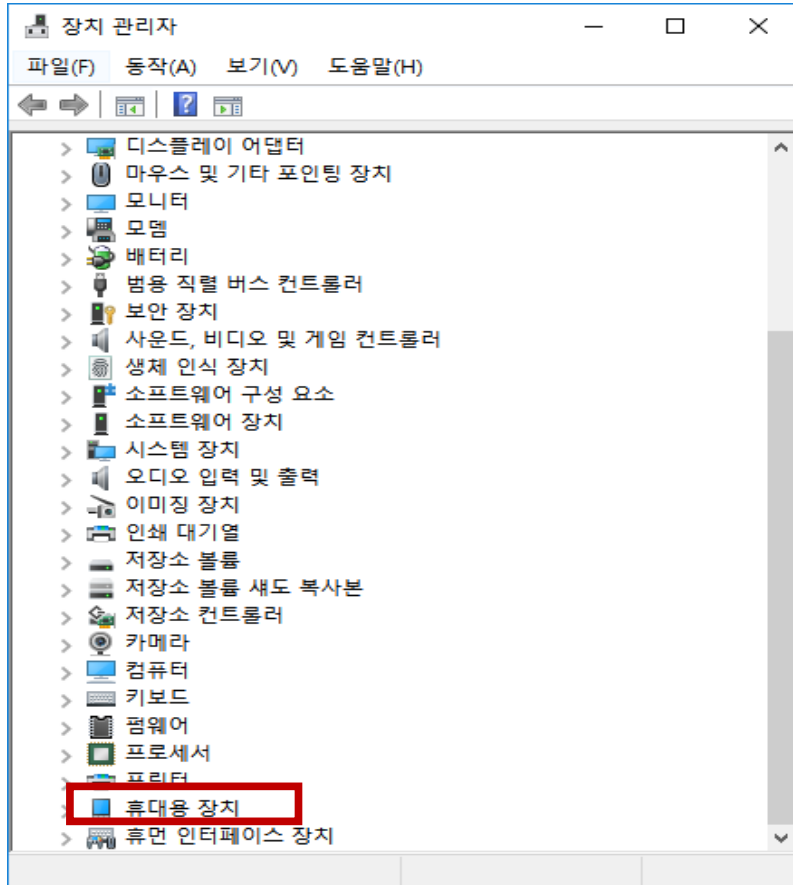 장치 관리자
파일(F) 동작(A) 보기(V) 도움말(H)
디스플레이 어댑터
마우스 및 기타 포인팅 장치
모니터
모뎀
배터리
범용 직렬 버스 컨트롤러
보안 장치
사운드, 비디오 및 게임 컨트롤러
생체 인식 장치
소프트웨어 구성 요소
소프트웨어 장치
시스템 장치
오디오 입력 및 출력
이미징 장치
인쇄 대기열
저장소 볼륨
저장소 볼륨 섀도 복사본
저장소 컨트롤러
카메라
컴퓨터
키보드
펌웨어
프로세서
프린터
휴대용 장치
휴먼 인터페이스 장치